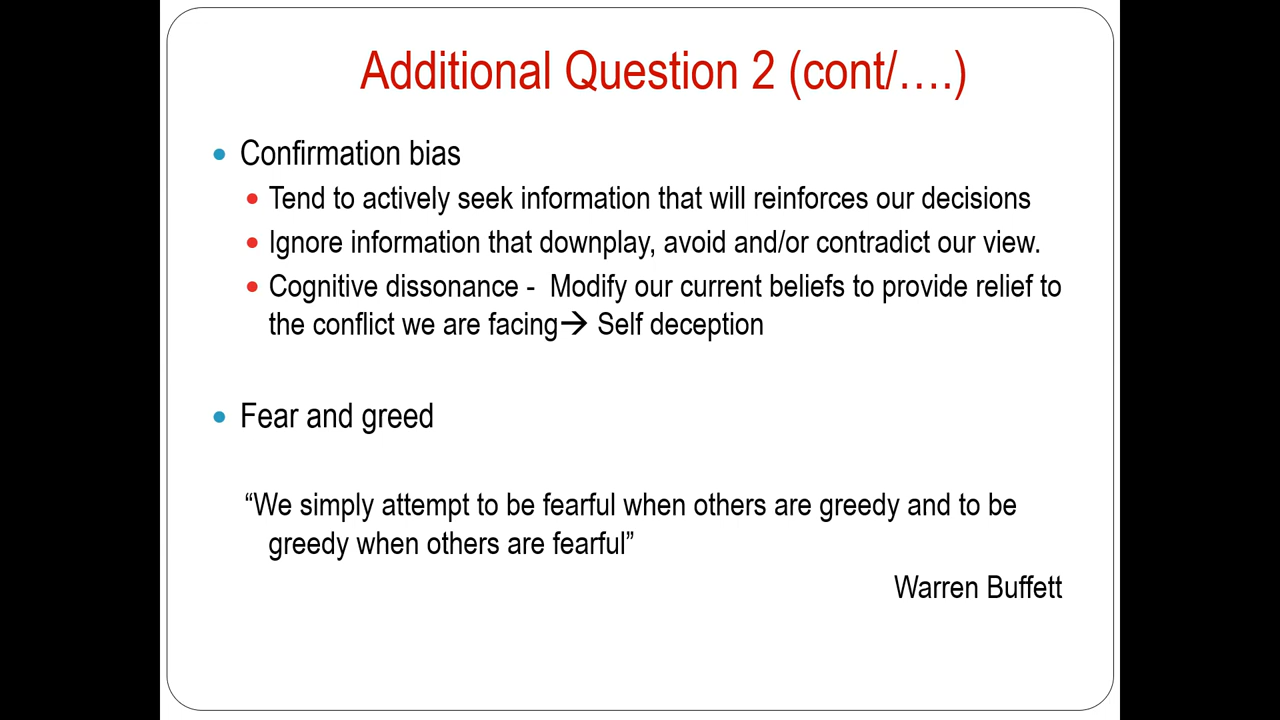 Additional Question 2 (cont/….)
Confirmation bias
Tend to actively seek information that will reinforces our decisions
Ignore information that downplay, avoid and/or contradict our view.
Cognitive dissonance -  Modify our current beliefs to provide relief to
the conflict we are facing→ Self deception
Fear and greed
“We simply attempt to be fearful when others are greedy and to be
greedy when others are fearful”
Warren Buffett